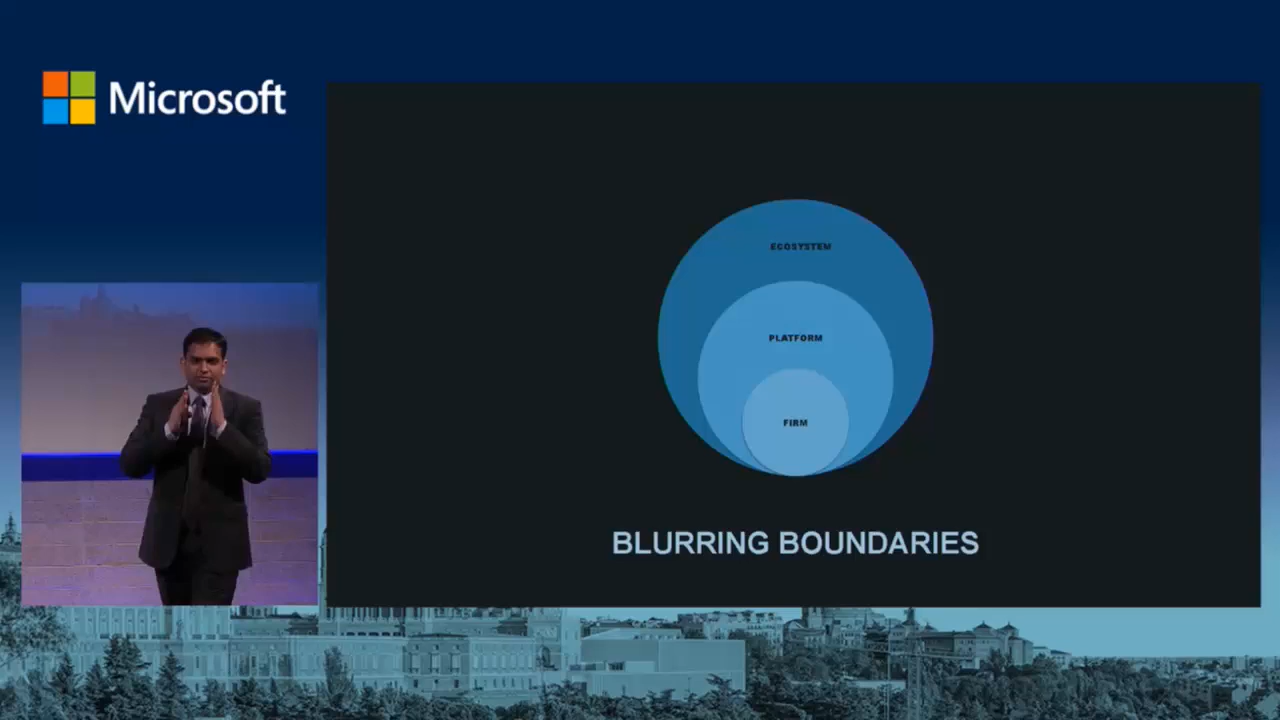 Microsoft
ECOSYSTEM
PLATFORM
FIRM
BLURRING BOUNDARIES